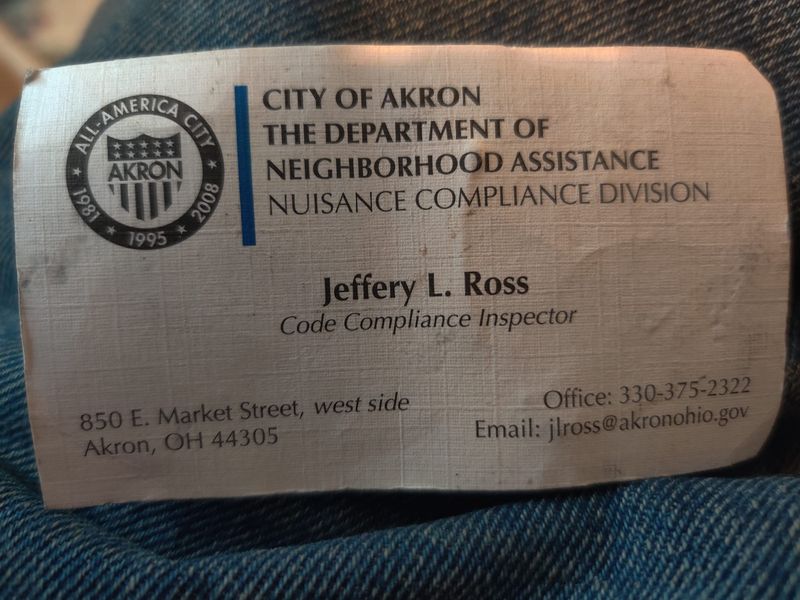 ALL-AMERICA CITY
AKRON
1981 1995 2008
CITY OF AKRON
THE DEPARTMENT OF
NEIGHBORHOOD ASSISTANCE
NUISANCE COMPLIANCE DIVISION
Jeffery L. Ross
Code Compliance Inspector
850 E. Market Street, west side
Akron, OH 44305
Office: 330-375-2322
Email: jlross@akronohio.gov